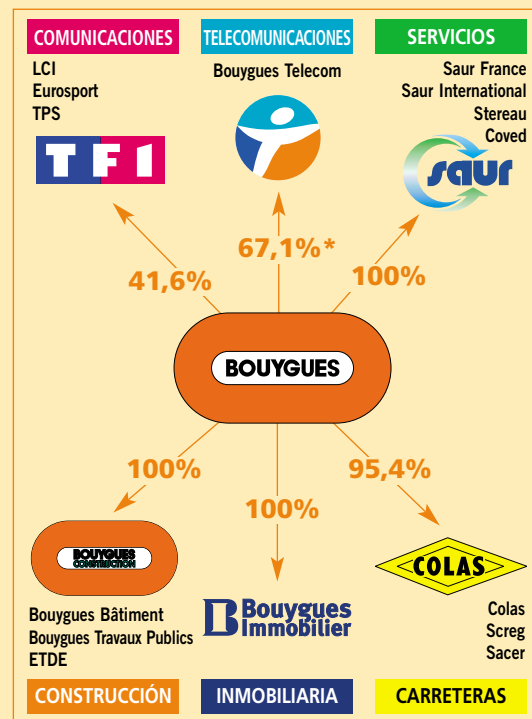 COMUNICACIONES
LCI
Eurosport
TPS
TF1
TELECOMUNICACIONES
Bouygues Telecom
SERVICIOS
Saur France
Saur International
Stereau
Coved
saur
41,6%
67,1%*
100%
BOUYGUES
100%
100%
95,4%
BOUYGUES
CONSTRUCTION
Bouygues Bâtiment
Bouygues Travaux Publics
ETDE
CONSTRUCCIÓN
B Bouygues
Immobilier
INMOBILIARIA
COLAS
Colas
Screg
Sacer
CARRETERAS